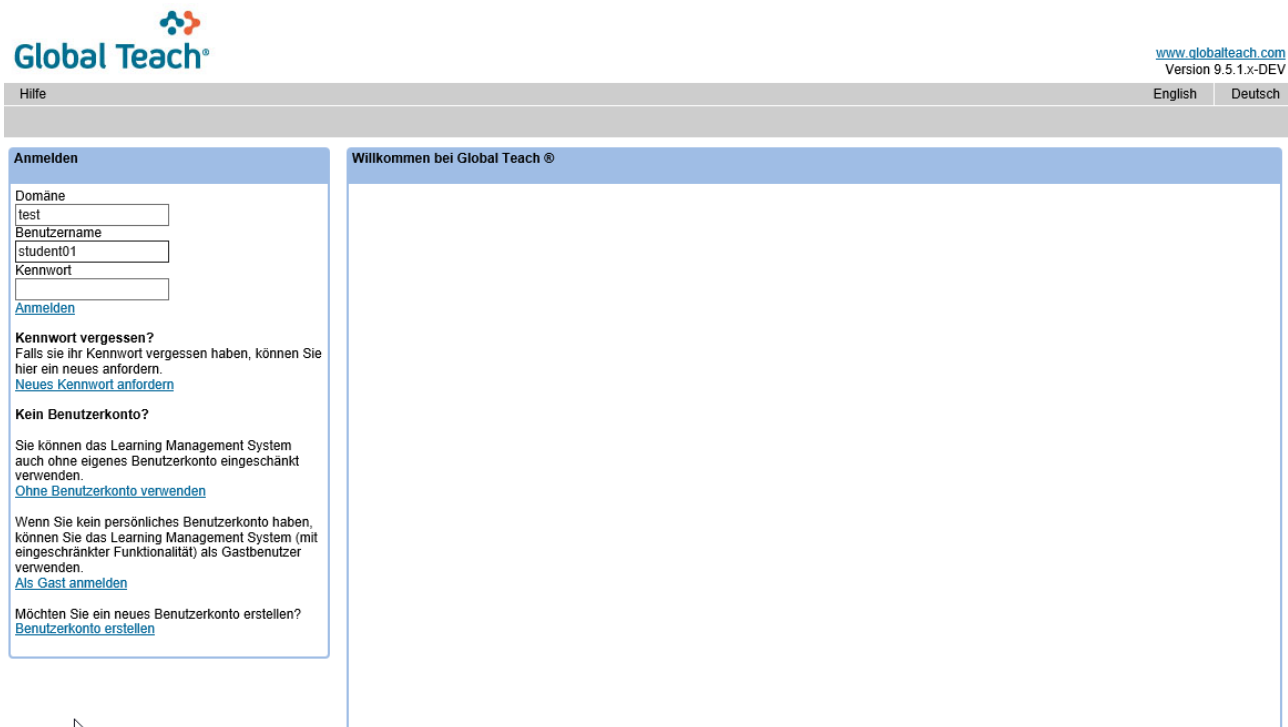 Global Teach®
www.globalteach.com
Version 9.5.1.x-DEV
Hilfe
English
Deutsch
Anmelden
Domäne
test
Benutzername
student01
Kennwort
Anmelden
Kennwort vergessen?
Falls sie ihr Kennwort vergessen haben, können Sie
hier ein neues anfordern.
Neues Kennwort anfordern
Kein Benutzerkonto?
Sie können das Learning Management System
auch ohne eigenes Benutzerkonto eingeschänkt
verwenden.
Ohne Benutzerkonto verwenden
Wenn Sie kein persönliches Benutzerkonto haben,
können Sie das Learning Management System (mit
eingeschränkter Funktionalität) als Gastbenutzer
verwenden.
Als Gast anmelden
Möchten Sie ein neues Benutzerkonto erstellen?
Benutzerkonto erstellen
Willkommen bei Global Teach ®